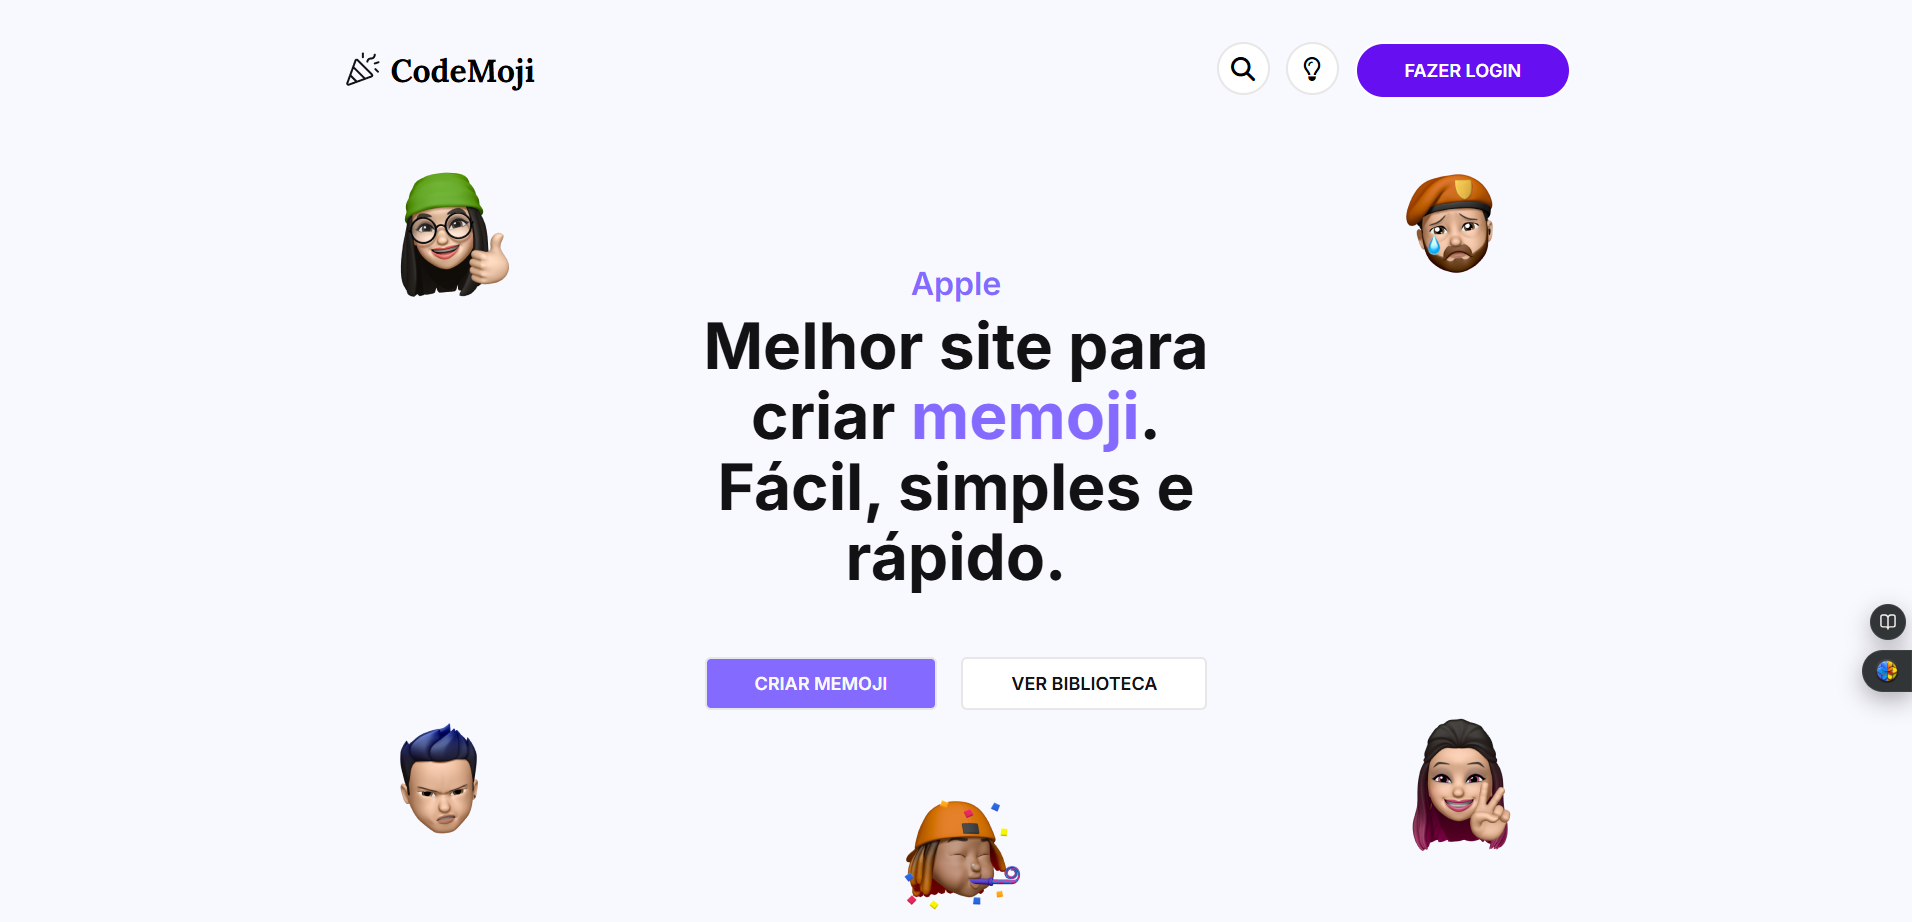 CodeMoji
FAZER LOGIN
Apple
Melhor site para
criar memoji.
Fácil, simples e
rápido.
CRIAR MEMOJI
VER BIBLIOTECA